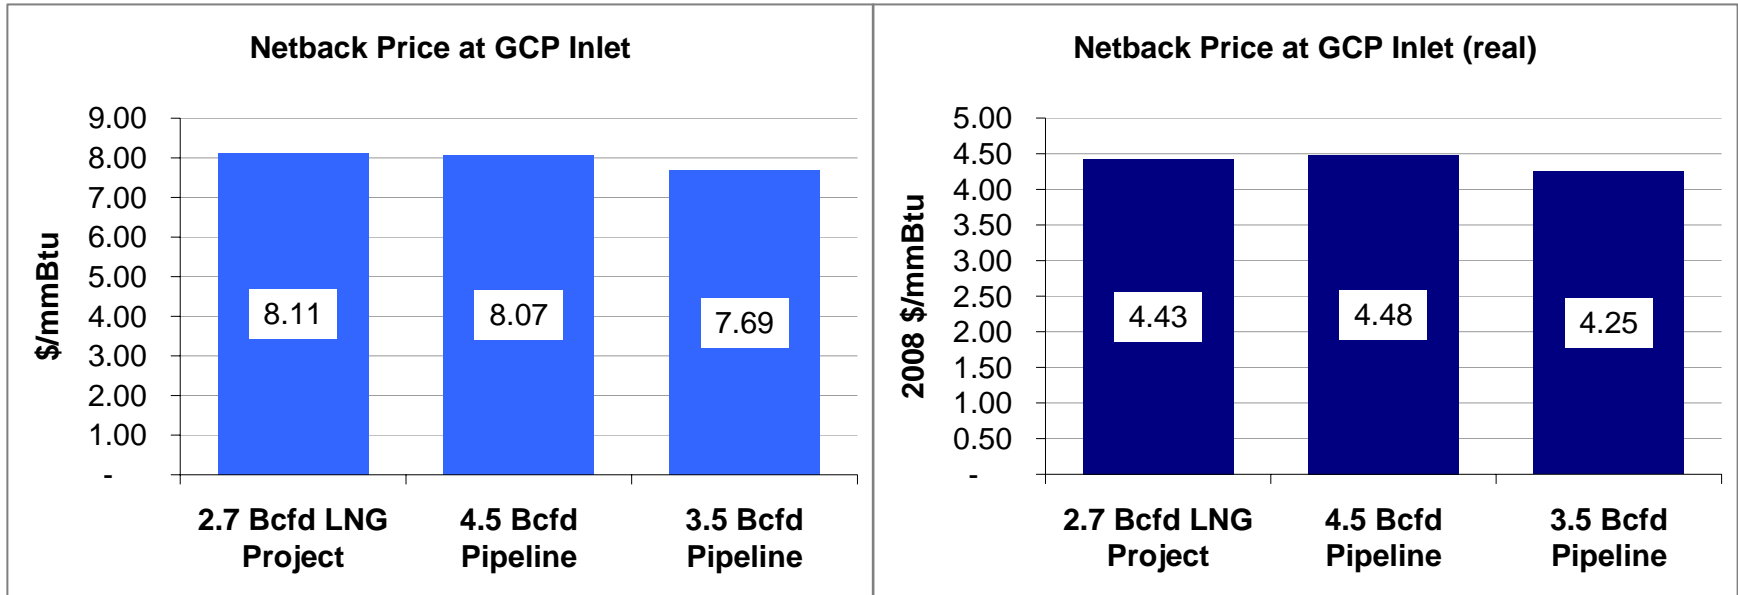 Netback Price at GCP Inlet
$/mmBtu
9.00
8.00
7.00
6.00
5.00
4.00
3.00
2.00
1.00
-
8.11
8.07
7.69
2.7 Bcfd LNG
Project
4.5 Bcfd
Pipeline
3.5 Bcfd
Pipeline
Netback Price at GCP Inlet (real)
2008 $/mmBtu
5.00
4.50
4.00
3.50
3.00
2.50
2.00
1.50
1.00
0.50
-
4.43
4.48
4.25
2.7 Bcfd LNG
Project
4.5 Bcfd
Pipeline
3.5 Bcfd
Pipeline